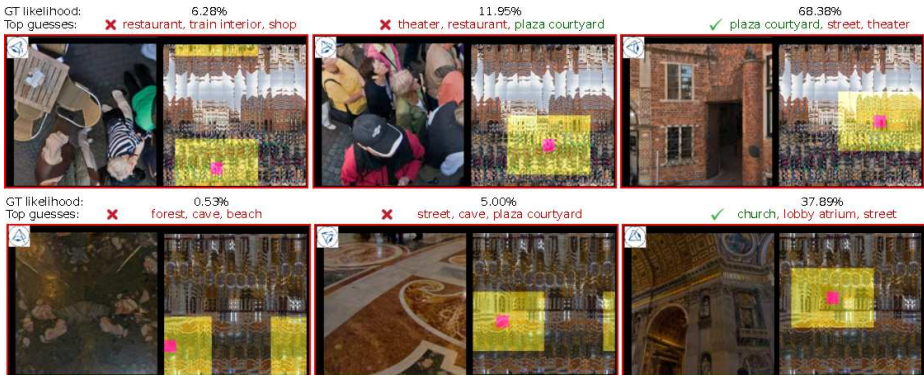 GT likelihood: 6.28% 11.95% 68.38%
Top guesses: ✘ restaurant, train interior, shop ✘ theater, restaurant, plaza courtyard ✓ plaza courtyard, street, theater
GT likelihood: 0.53% 5.00% 37.89%
Top guesses: ✘ forest, cave, beach ✘ street, cave, plaza courtyard ✓ church, lobby atrium, street